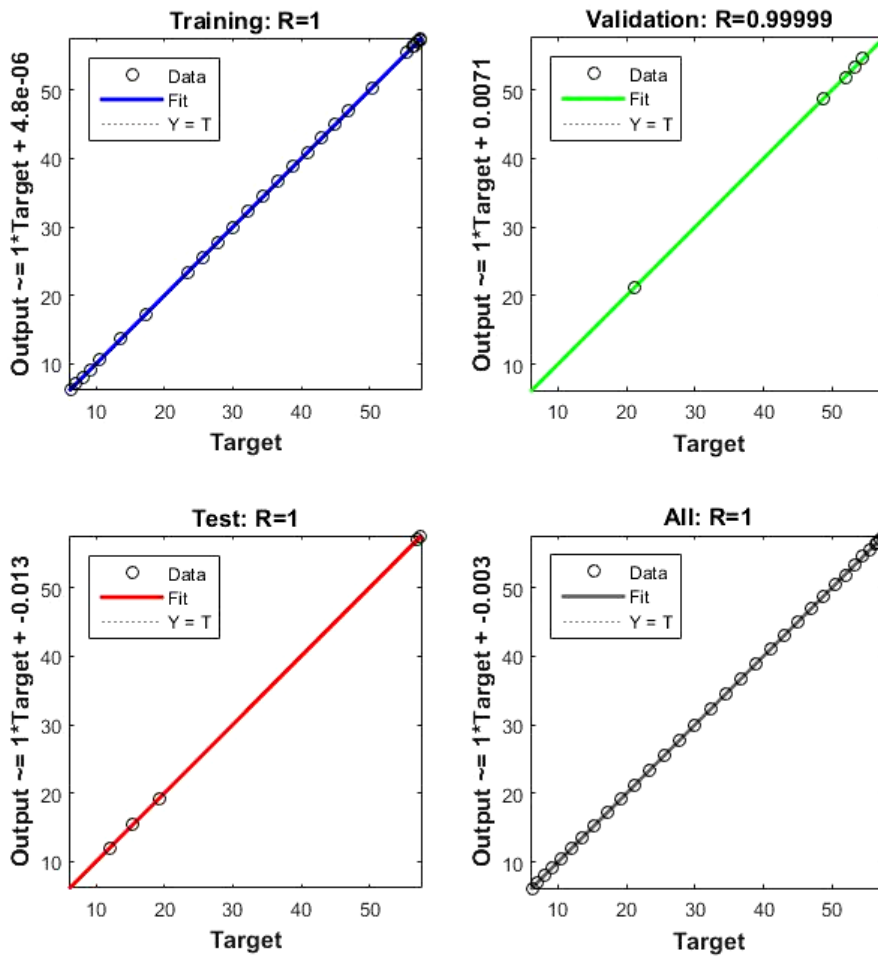 Training: R=1
Output ~= 1*Target + 4.8e-06
Data
Fit
Y = T
50
40
30
20
10
10 20 30 40 50
Target
Validation: R=0.99999
Output ~= 1*Target + 0.0071
Data
Fit
Y = T
50
40
30
20
10
10 20 30 40 50
Target
Test: R=1
Output ~= 1*Target + -0.013
Data
Fit
Y = T
50
40
30
20
10
10 20 30 40 50
Target
All: R=1
Output ~= 1*Target + -0.003
Data
Fit
Y = T
50
40
30
20
10
10 20 30 40 50
Target